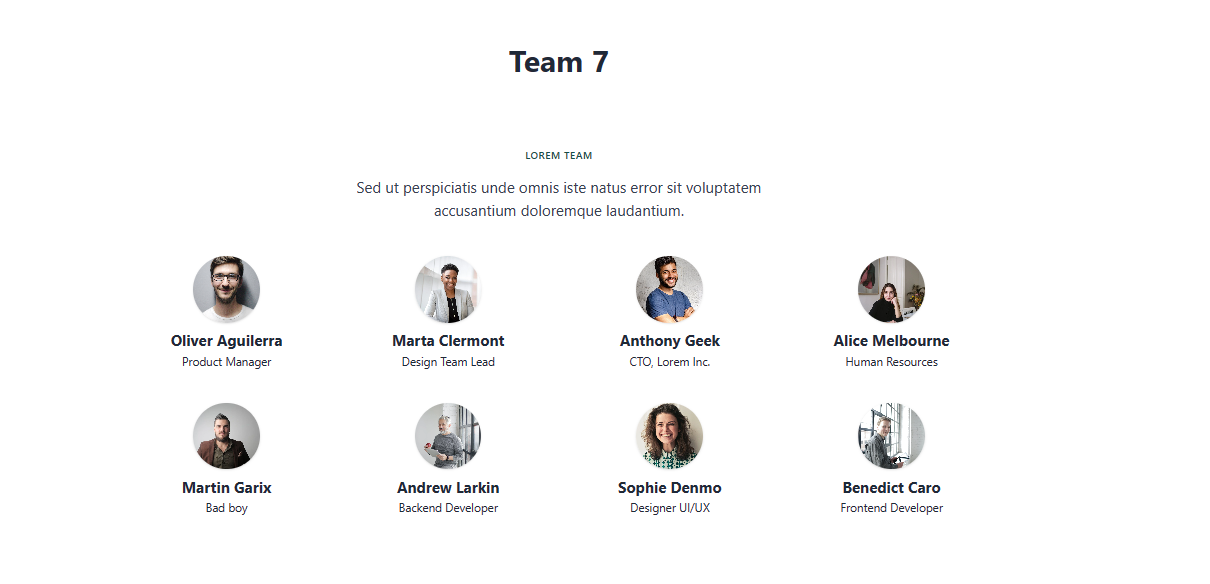 Team 7
LOREM TEAM
Sed ut perspiciatis unde omnis iste natus error sit voluptatem
accusantium doloremque laudantium.
Oliver Aguilerra
Product Manager
Marta Clermont
Design Team Lead
Anthony Geek
CTO, Lorem Inc.
Alice Melbourne
Human Resources
Martin Garix
Bad boy
Andrew Larkin
Backend Developer
Sophie Denmo
Designer UI/UX
Benedict Caro
Frontend Developer